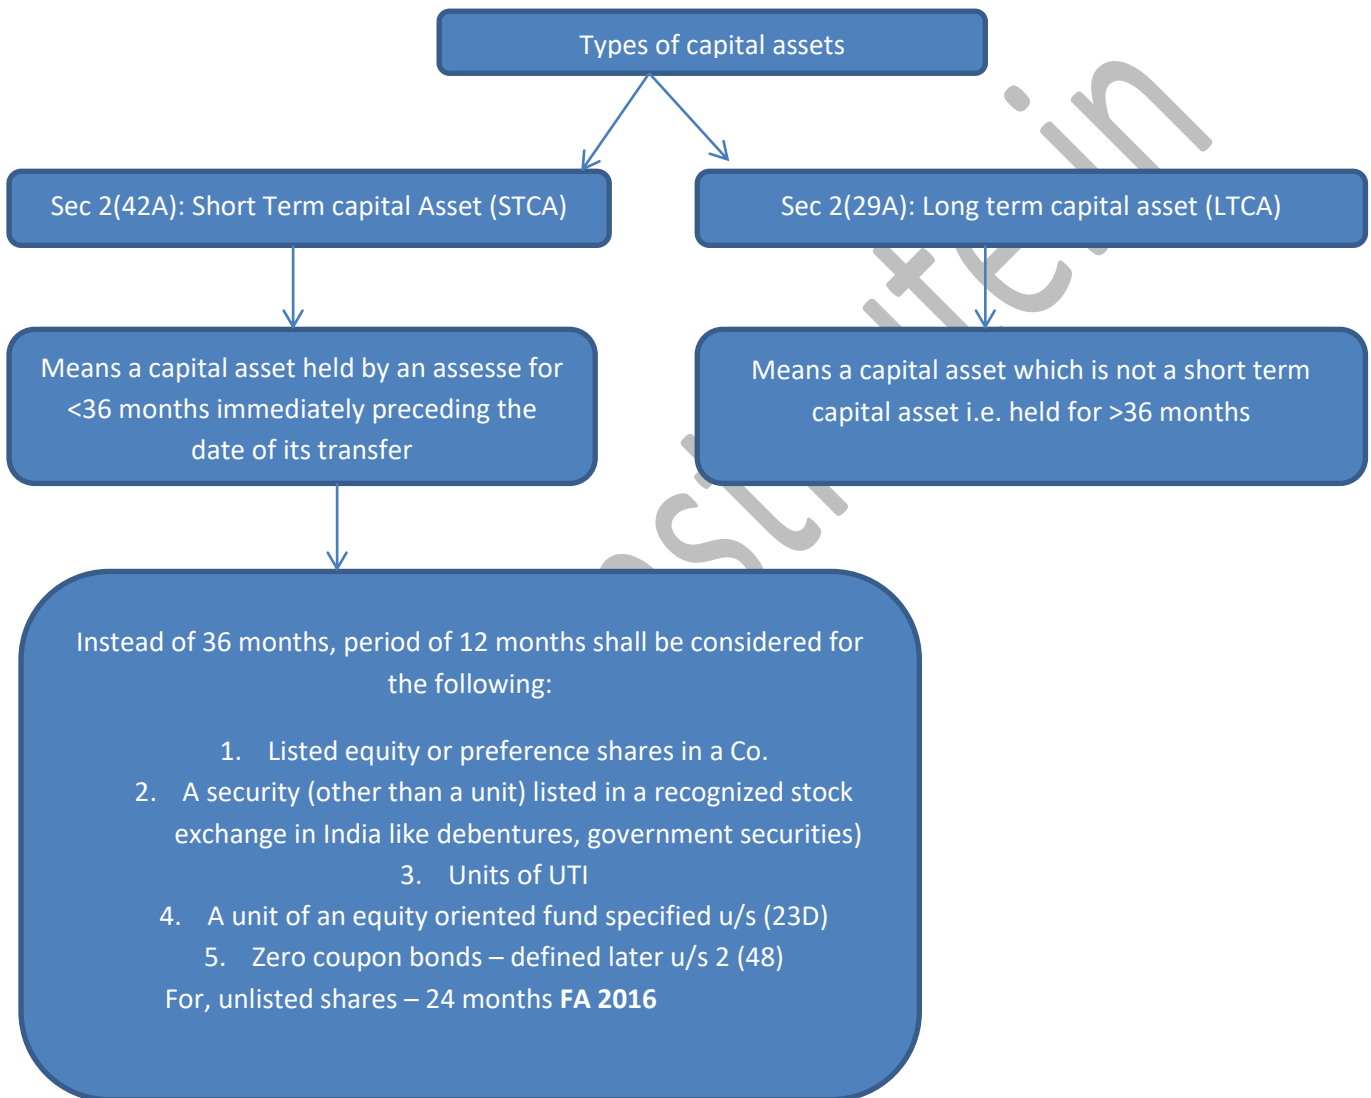 Types of capital assets
Sec 2(42A): Short Term capital Asset (STCA)
Sec 2(29A): Long term capital asset (LTCA)
Means a capital asset held by an assesse for
<36 months immediately preceding the
date of its transfer
Means a capital asset which is not a short term
capital asset i.e. held for >36 months
Instead of 36 months, period of 12 months shall be considered for
the following:
1. Listed equity or preference shares in a Co.
2. A security (other than a unit) listed in a recognized stock
exchange in India like debentures, government securities)
3. Units of UTI
4. A unit of an equity oriented fund specified u/s (23D)
5. Zero coupon bonds – defined later u/s 2 (48)
For, unlisted shares – 24 months FA 2016